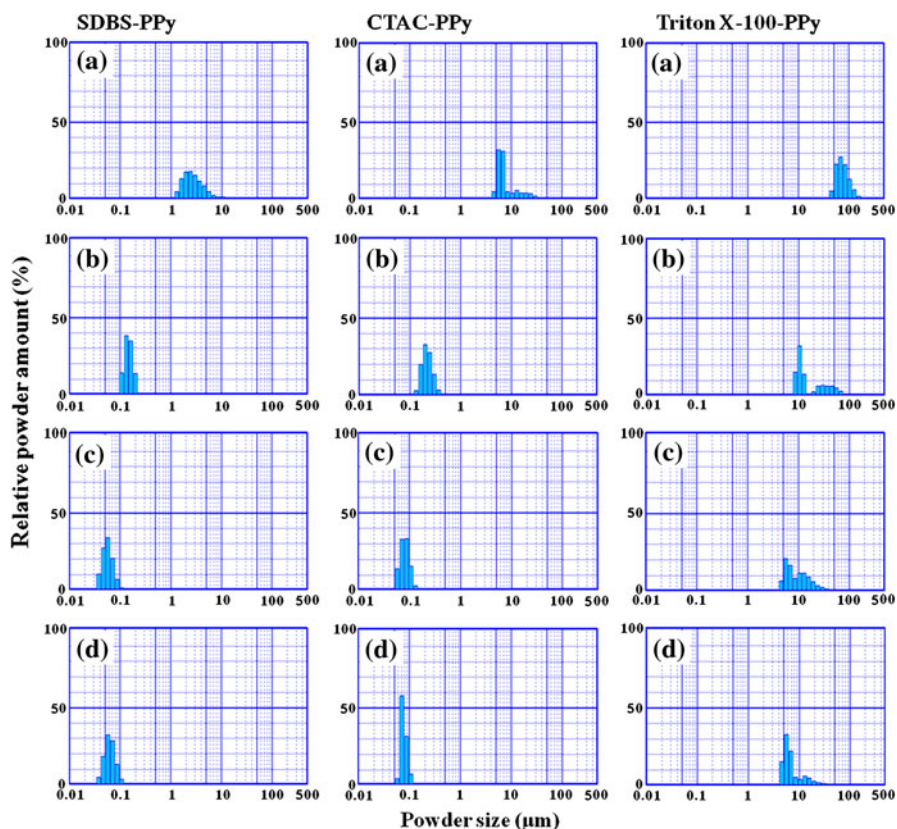 SDBS-PPy CTAC-PPy Triton X-100-PPy
100 100 100
(a) (a) (a)
50 50 50
0 0 0
0.01 0.1 1 10 100 500 0.01 0.1 1 10 100 500 0.01 0.1 1 10 100 500
100 100 100
(b) (b) (b)
50 50 50
0 0 0
0.01 0.1 1 10 100 500 0.01 0.1 1 10 100 500 0.01 0.1 1 10 100 500
100 100 100
(c) (c) (c)
50 50 50
0 0 0
0.01 0.1 1 10 100 500 0.01 0.1 1 10 100 500 0.01 0.1 1 10 100 500
100 100 100
(d) (d) (d)
50 50 50
0 0 0
0.01 0.1 1 10 100 500 0.01 0.1 1 10 100 500 0.01 0.1 1 10 100 500
Relative powder amount (%)
Powder size (µm)